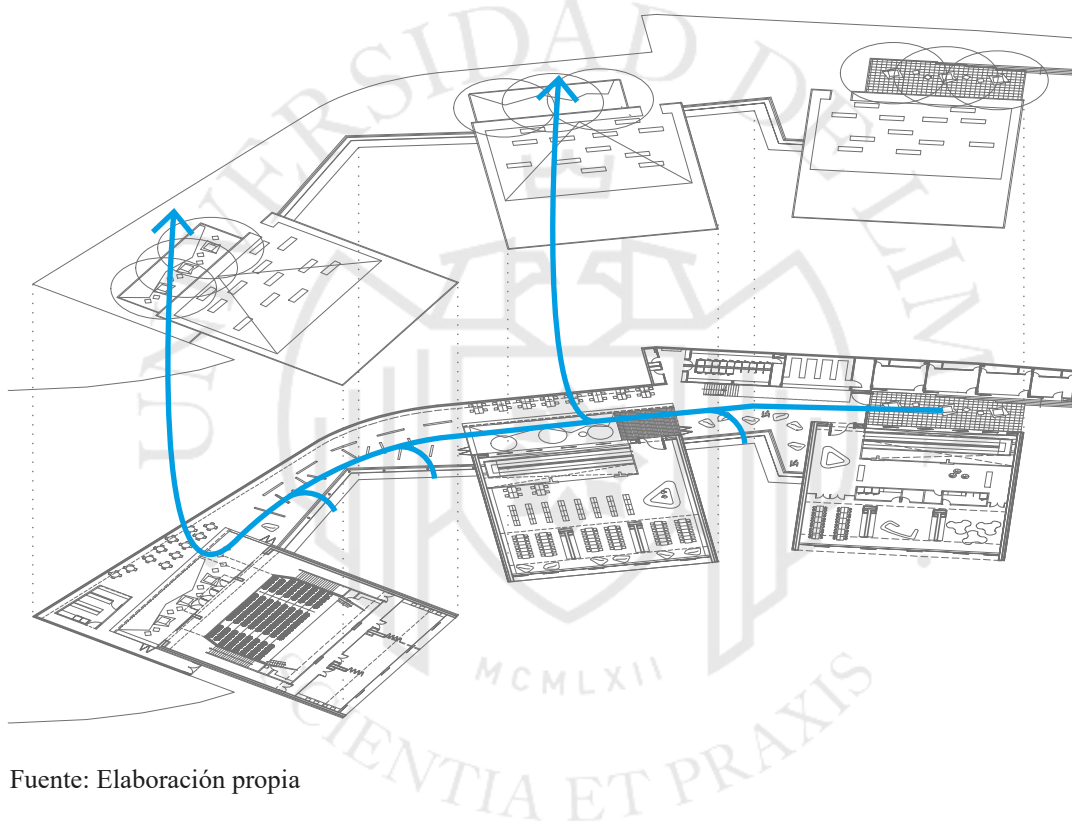 UNIVERSIDAD DE LIMA
MCMLXII
SCIENTIA ET PRAXIS
Fuente: Elaboración propia